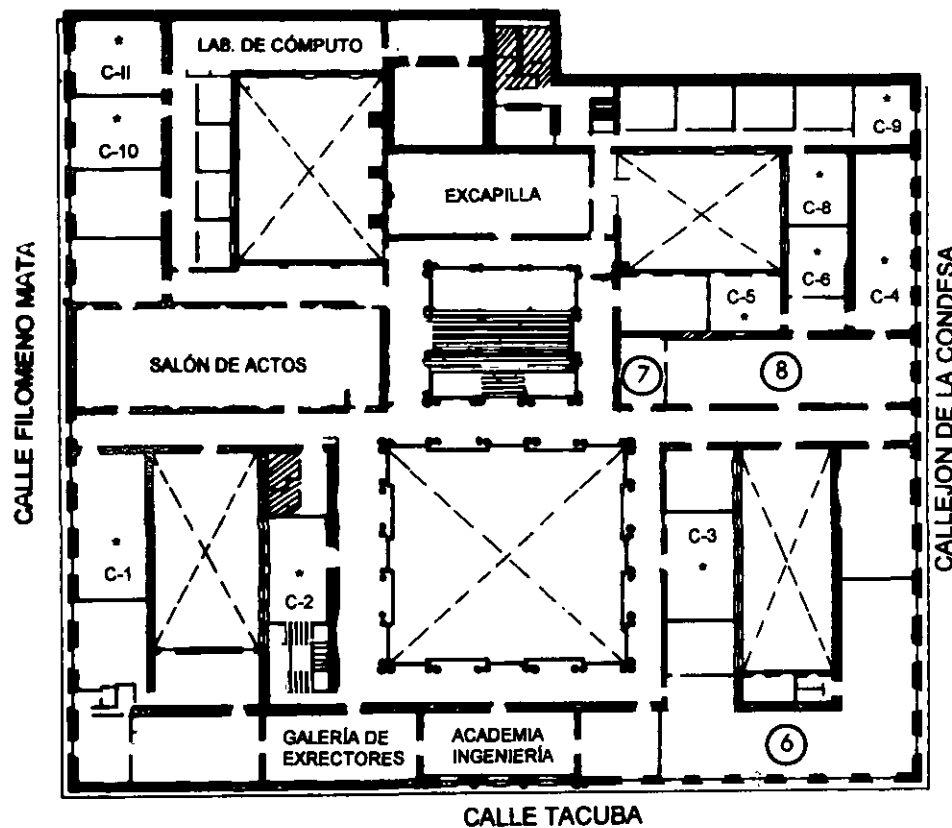 LAB. DE CÓMPUTO
* C-11
* C-10
* C-9
EXCAPILLA
* C-8
* C-6
* C-4
C-5 *
CALLE FILOMENO MATA
CALLEJON DE LA CONDESA
SALÓN DE ACTOS
7
8
C-3 *
* C-1
* C-2
GALERÍA DE
EXRECTORES
ACADEMIA
INGENIERÍA
6
CALLE TACUBA